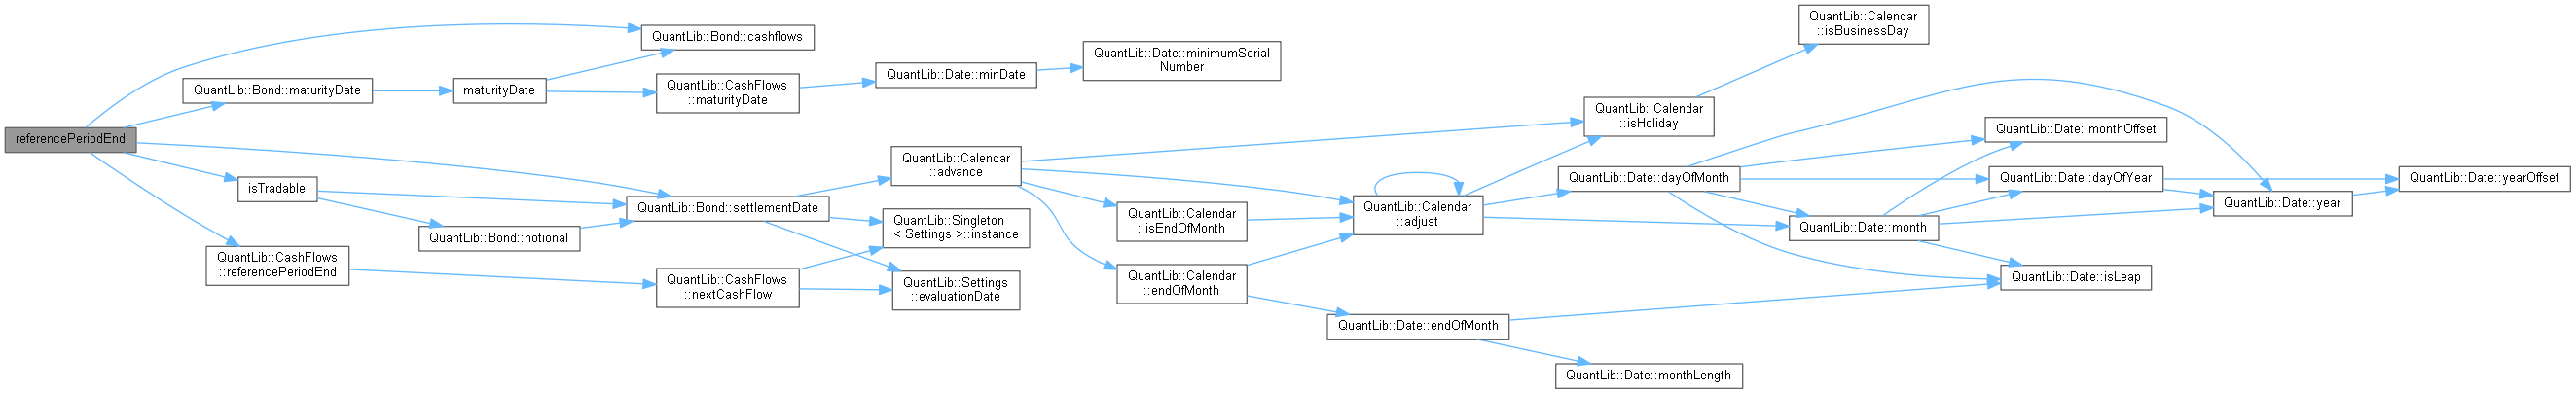 referencePeriodEnd
QuantLib::Bond::cashflows
QuantLib::Bond::maturityDate
maturityDate
QuantLib::CashFlows
::maturityDate
QuantLib::Date::minDate
QuantLib::Date::minimumSerial
Number
isTradable
QuantLib::Bond::notional
QuantLib::Bond::settlementDate
QuantLib::CashFlows
::referencePeriodEnd
QuantLib::CashFlows
::nextCashFlow
QuantLib::Calendar
::advance
QuantLib::Singleton
< Settings >::instance
QuantLib::Settings
::evaluationDate
QuantLib::Calendar
::isEndOfMonth
QuantLib::Calendar
::endOfMonth
QuantLib::Calendar
::adjust
QuantLib::Date::endOfMonth
QuantLib::Calendar
::isHoliday
QuantLib::Calendar
::isBusinessDay
QuantLib::Date::dayOfMonth
QuantLib::Date::monthLength
QuantLib::Date::month
QuantLib::Date::monthOffset
QuantLib::Date::dayOfYear
QuantLib::Date::isLeap
QuantLib::Date::year
QuantLib::Date::yearOffset